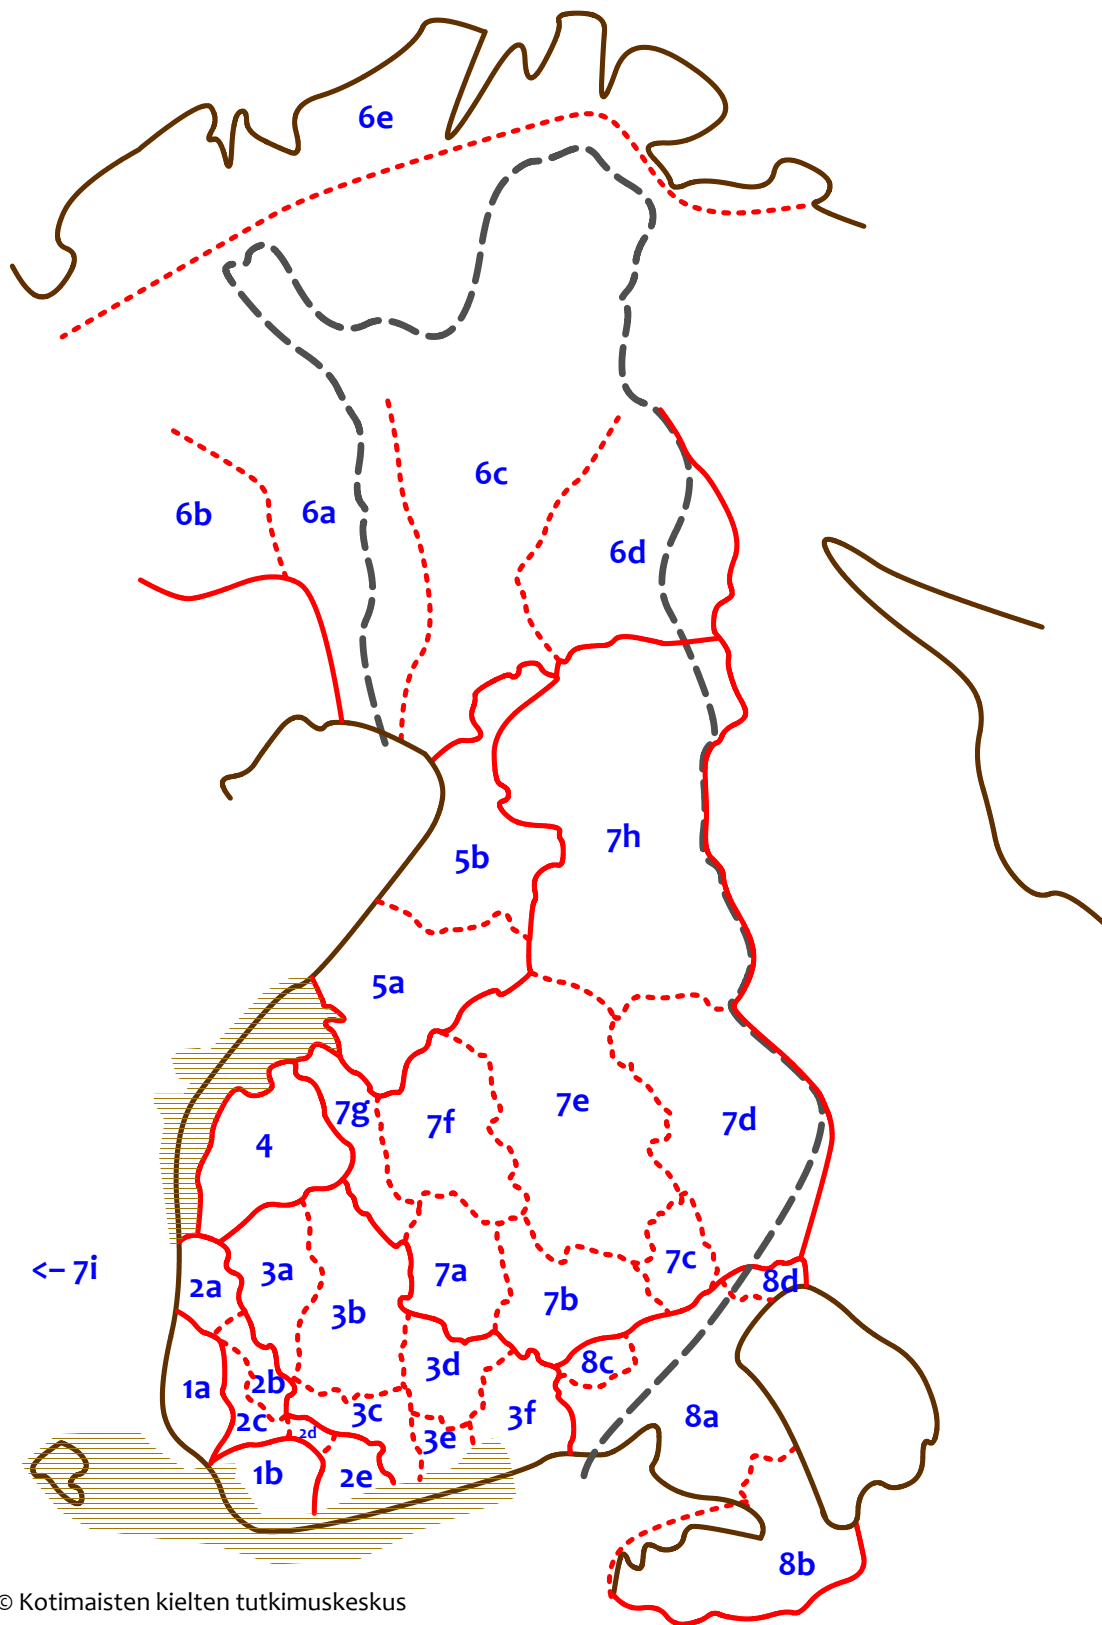 6e
6c
6b
6a
6d
7h
5b
5a
7g
7f
7e
7d
4
<– 7i
2a
3a
7a
7c
8d
3b
7b
3d
8c
1a
2b
2c
3c
3f
8a
2d
3e
1b
2e
8b
© Kotimaisten kielten tutkimuskeskus